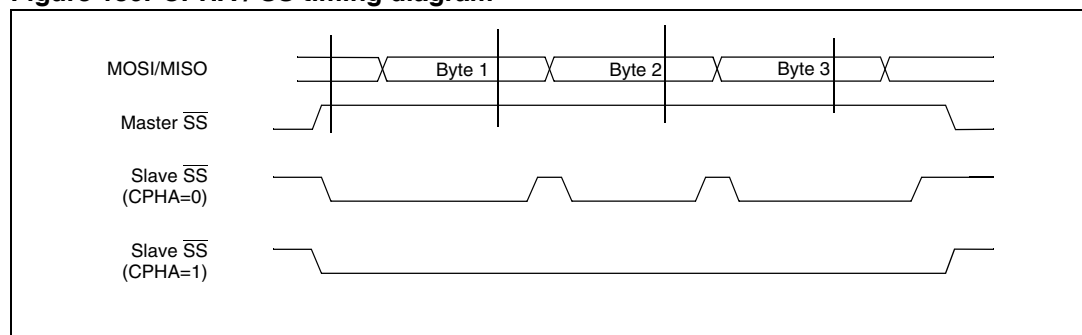 MOSI/MISO
Byte 1
Byte 2
Byte 3
Master SS
Slave SS
(CPHA=0)
Slave SS
(CPHA=1)